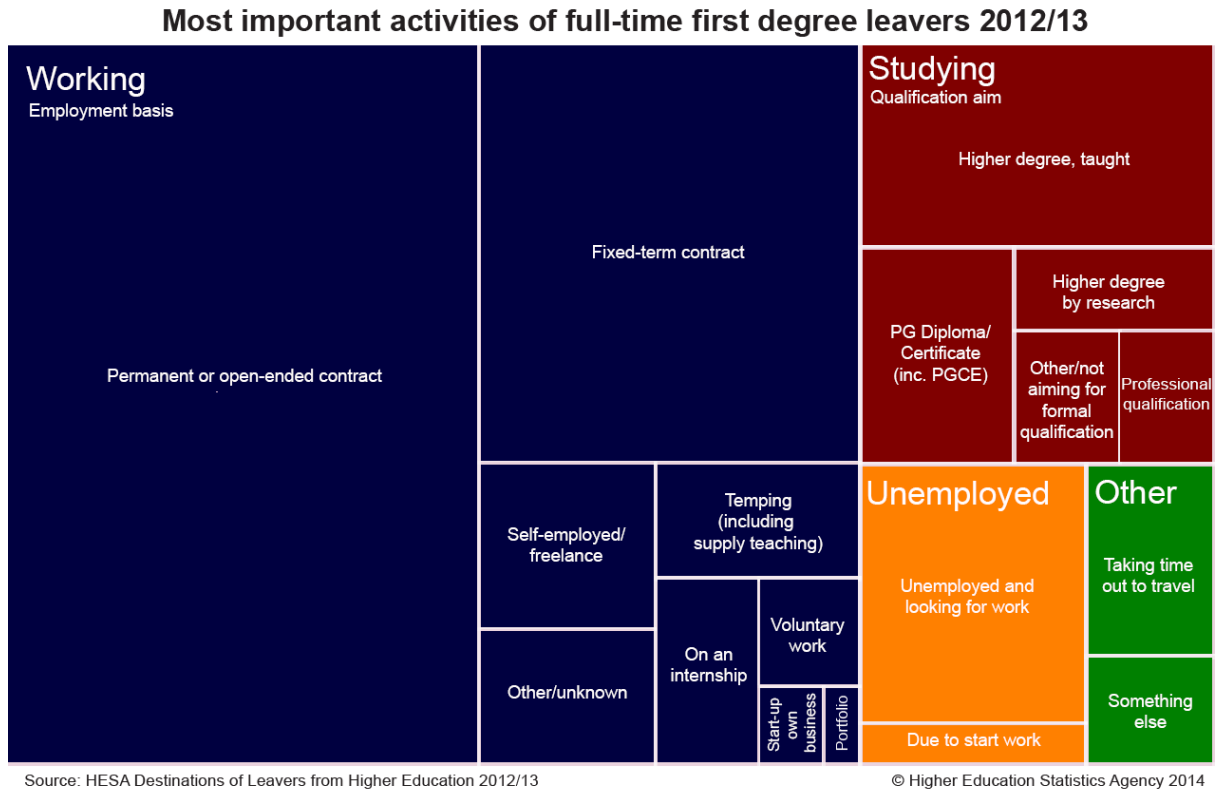 Most important activities of full-time first degree leavers 2012/13
Working
Employment basis
Permanent or open-ended contract
Fixed-term contract
Self-employed/
freelance
Other/unknown
Temping
(including
supply teaching)
On an
internship
Voluntary
work
Start-up
own
business
Portfolio
Studying
Qualification aim
Higher degree, taught
PG Diploma/
Certificate
(inc. PGCE)
Higher degree
by research
Other/not
aiming for
formal
qualification
Professional
qualification
Unemployed
Unemployed and
looking for work
Due to start work
Other
Taking time
out to travel
Something
else
Source: HESA Destinations of Leavers from Higher Education 2012/13
© Higher Education Statistics Agency 2014